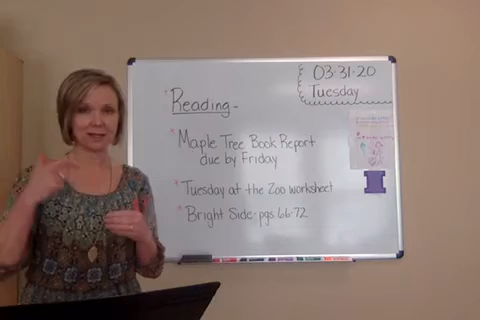 03-31-20
Tuesday
* Reading -
* Maple Tree Book Report
due by Friday
* Tuesday at the Zoo worksheet
* Bright Side - pgs. 66-72